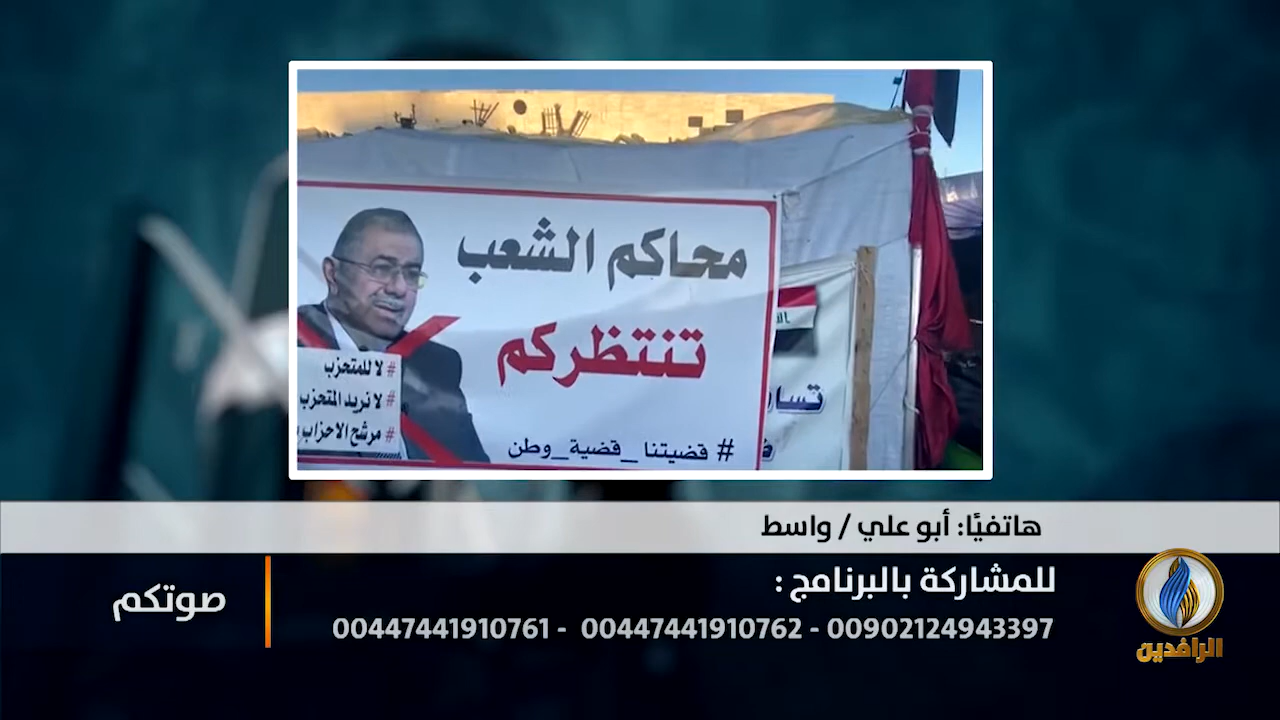 محاكم الشعب
تنتظركم
# لا للمتحزب
# لا نريد المتحزب
# مرشح الاحزاب
# قضيتنا_قضية_وطن
هاتفيًا: أبو علي / واسط
للمشاركة بالبرنامج :
00447441910761 - 00447441910762 - 00902124943397
صوتكم
الرافدين